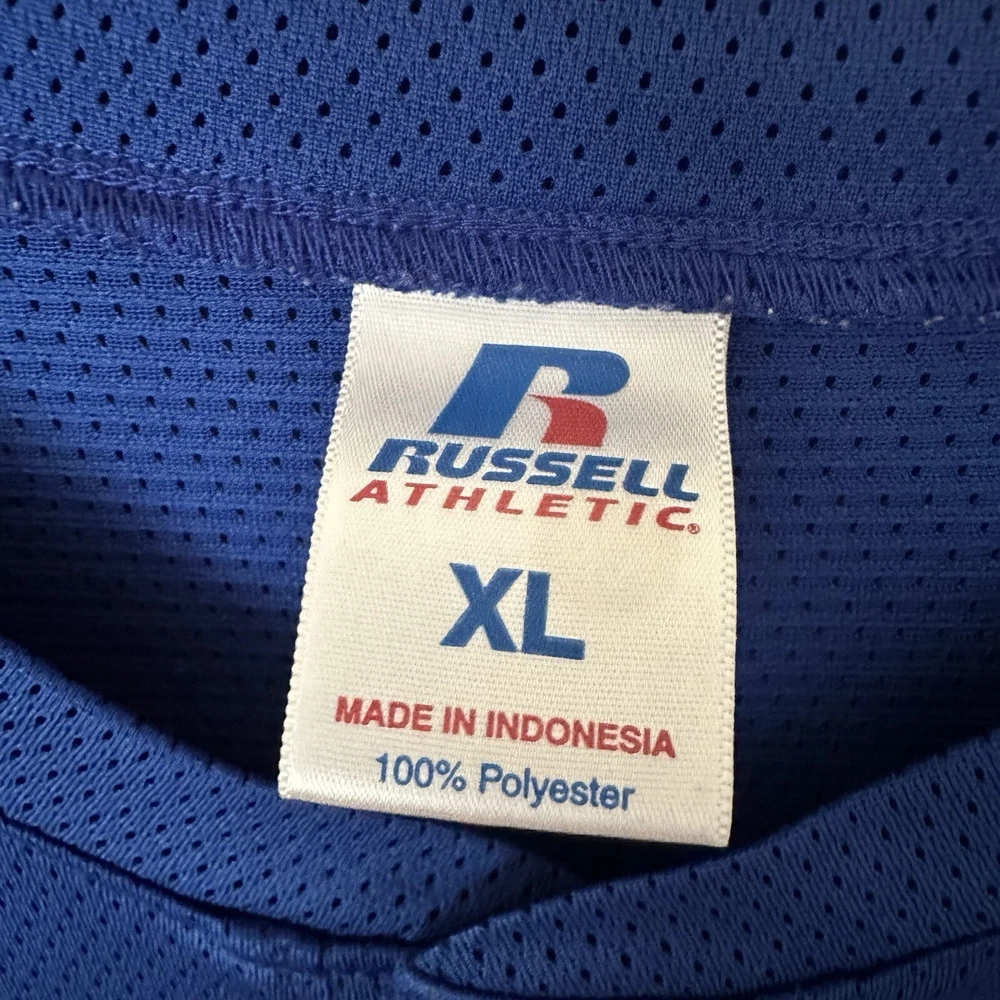 R
RUSSELL
ATHLETIC®
XL
MADE IN INDONESIA
100% Polyester